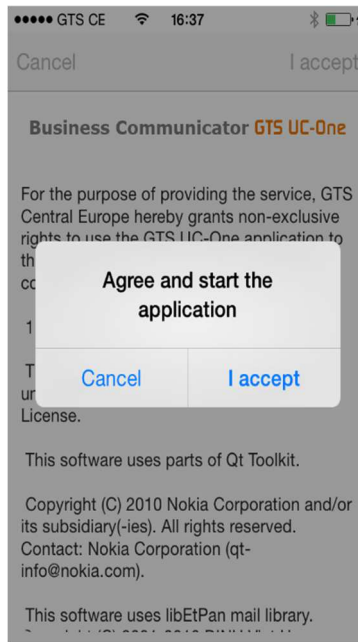 GTS CE 16:37
Cancel I accept
Business Communicator GTS UC-One
For the purpose of providing the service, GTS
Central Europe hereby grants non-exclusive
rights to use the GTS UC-One application to
Agree and start the
application
Cancel I accept
License.
This software uses parts of Qt Toolkit.
Copyright (C) 2010 Nokia Corporation and/or
its subsidiary(-ies). All rights reserved.
Contact: Nokia Corporation (qt-
info@nokia.com).
This software uses libEtPan mail library.